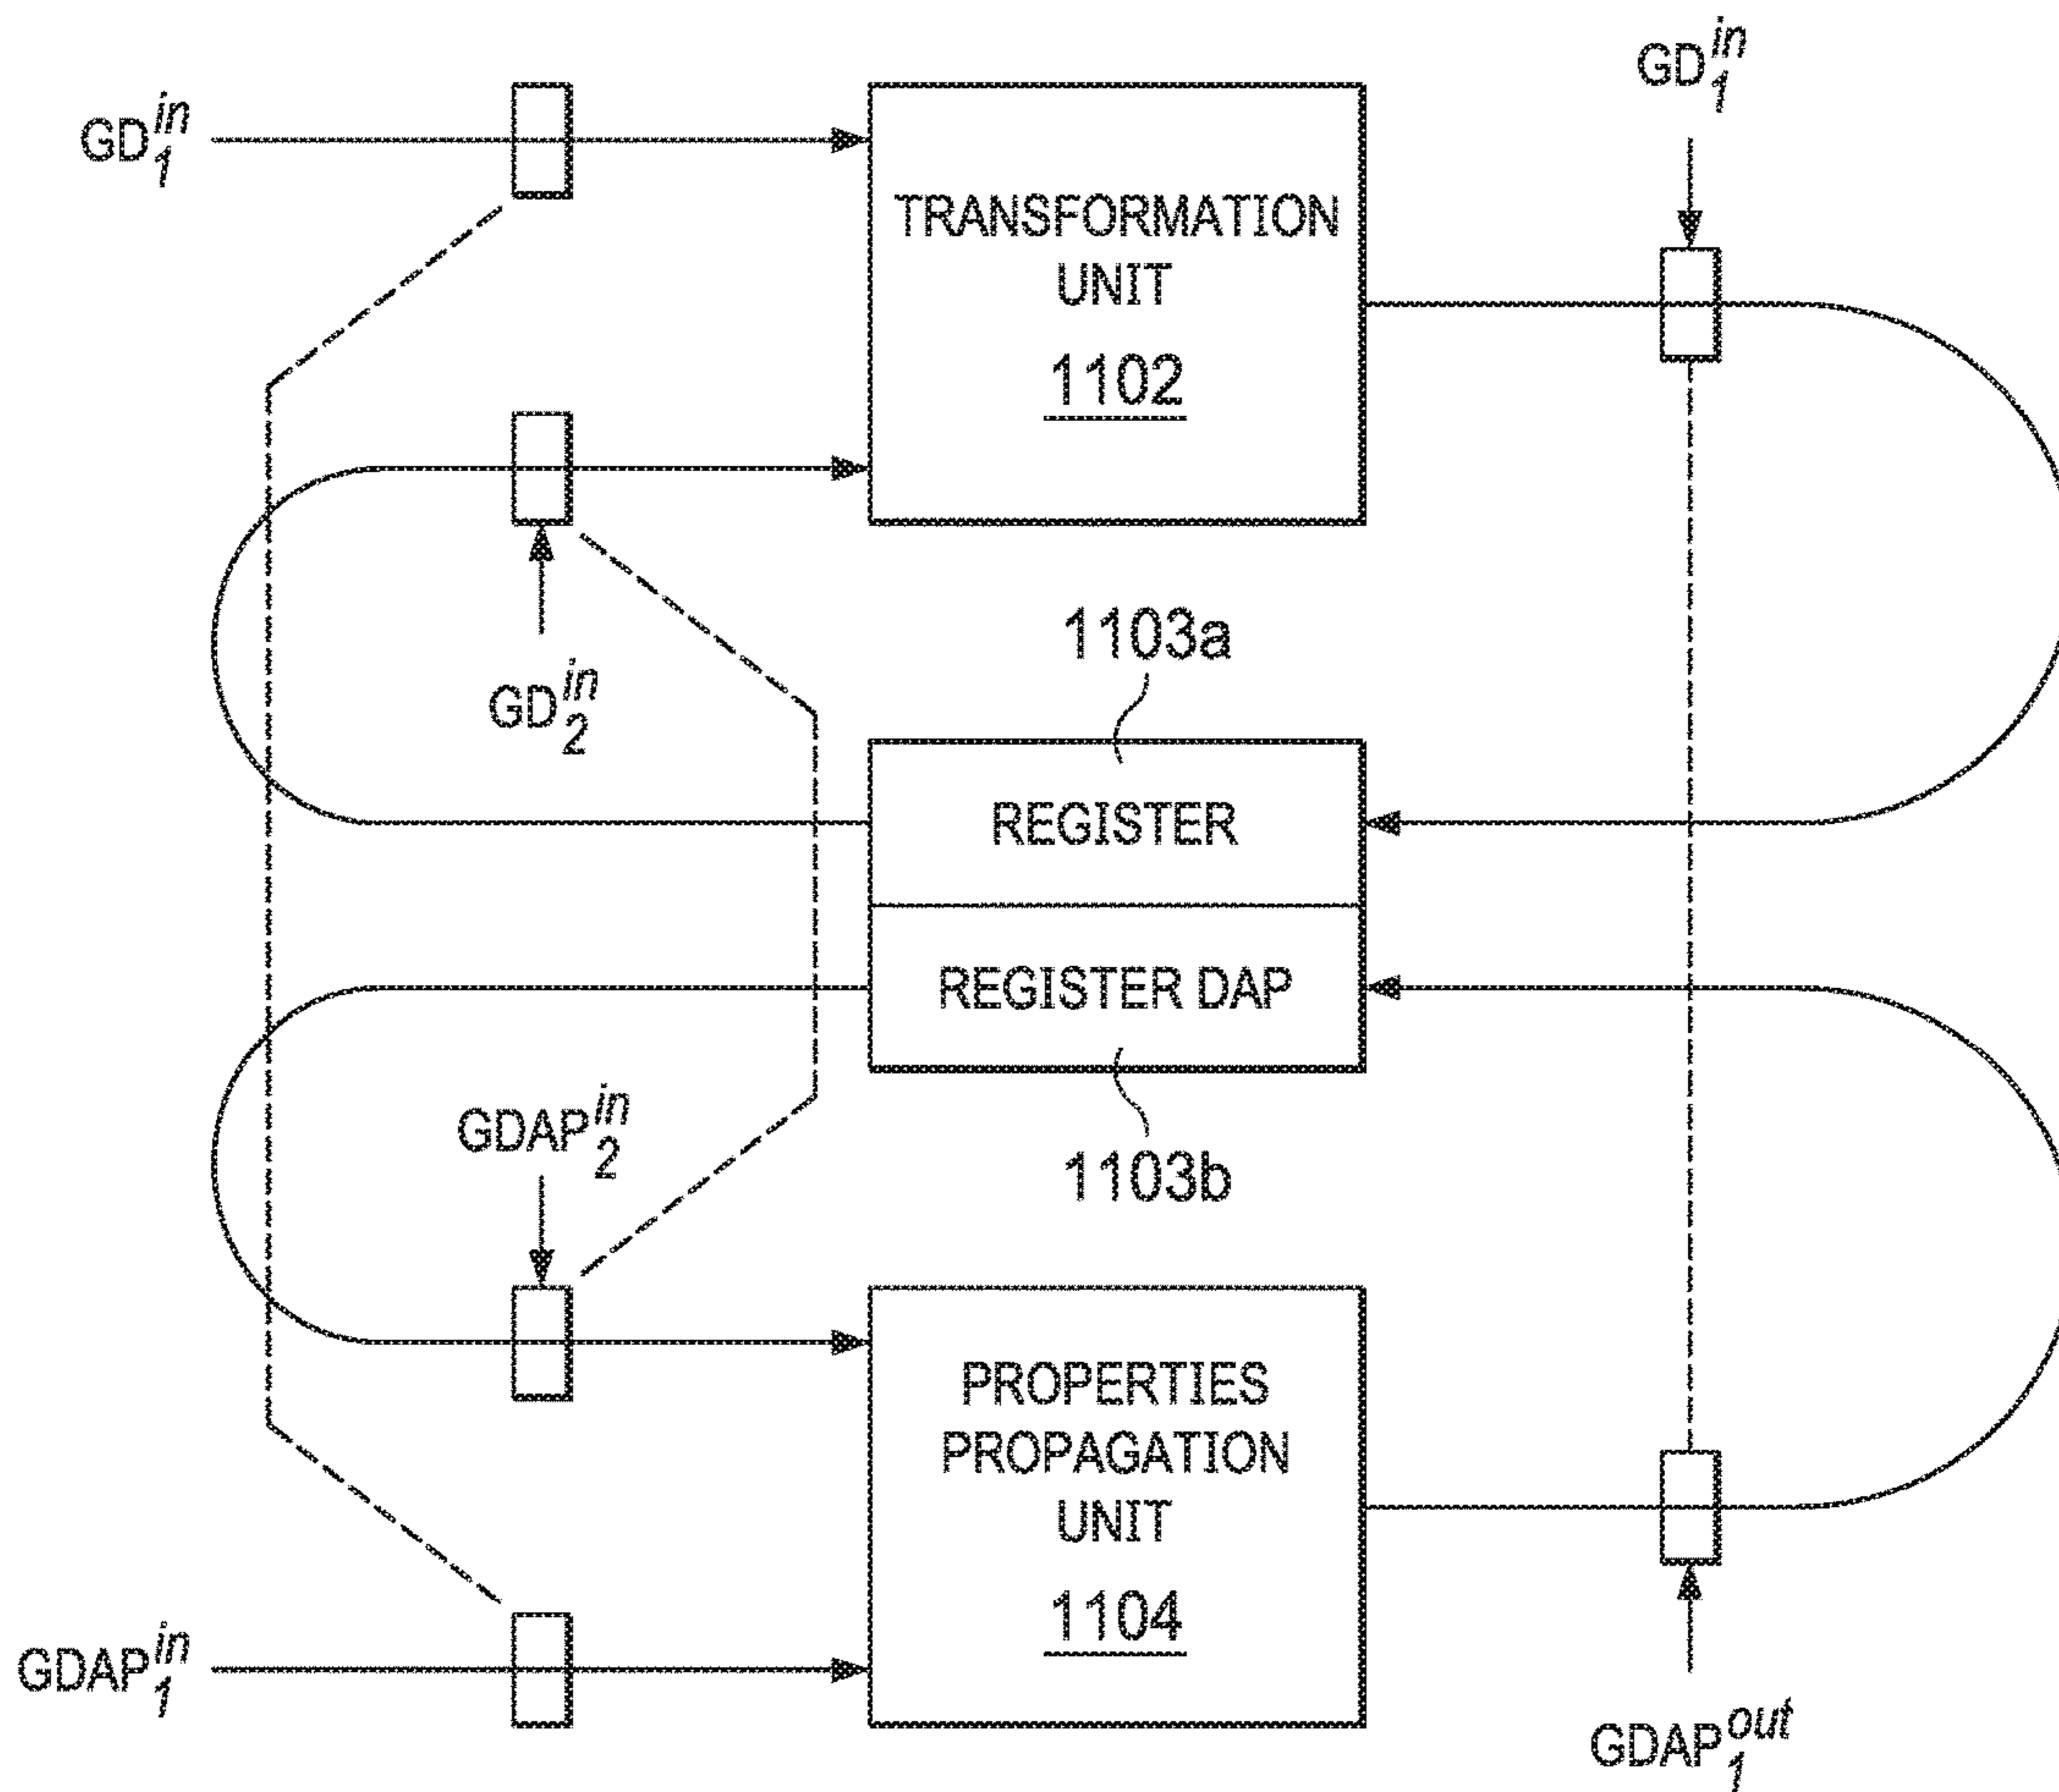 GD₁ⁱⁿ
GD₁ⁱⁿ
TRANSFORMATION
UNIT
1102
GD₂ⁱⁿ
1103a
REGISTER
REGISTER DAP
1103b
GDAP₂ⁱⁿ
PROPERTIES
PROPAGATION
UNIT
1104
GDAP₁ⁱⁿ
GDAP₁ᵒᵘᵗ